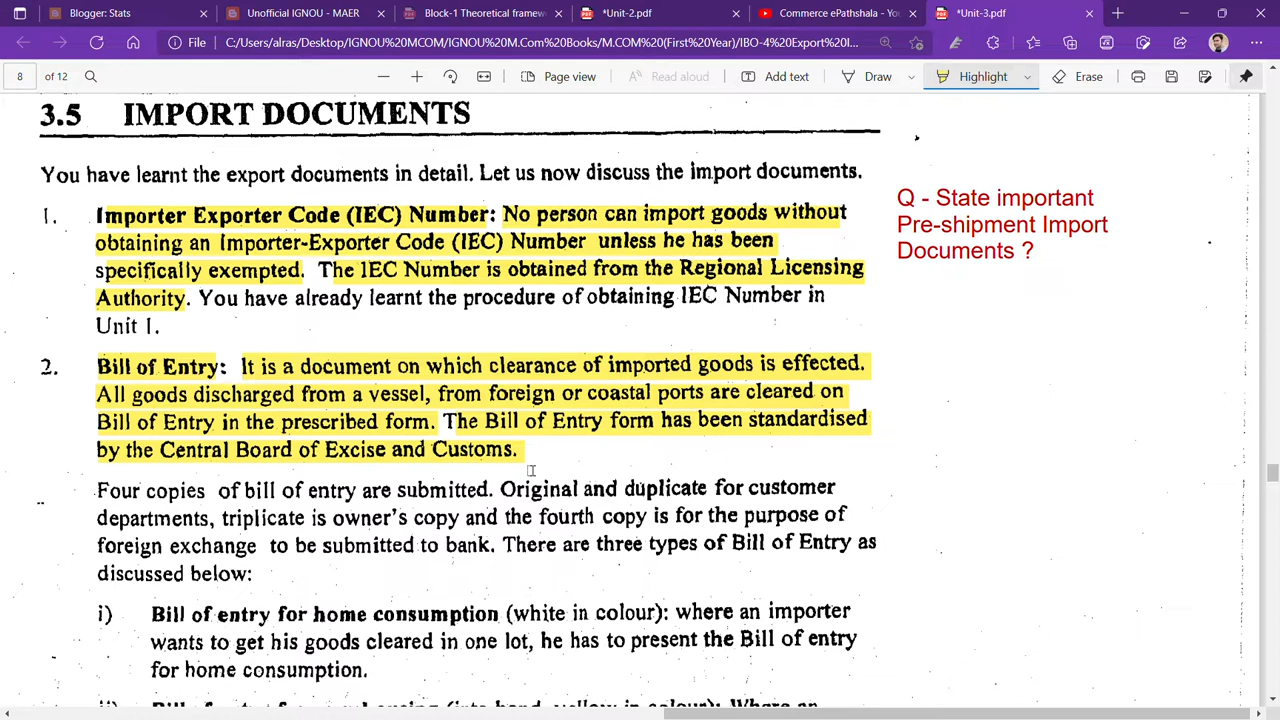 Blogger: Stats
Unofficial IGNOU - MAER
Block-1 Theoretical framew
*Unit-2.pdf
Commerce ePathshala - You
*Unit-3.pdf
File
C:/Users/alras/Desktop/IGNOU%20MCOM/IGNOU%20M.Com%20Books/M.COM%20(First%20Year)/IBO-4%20Export%20I...
8 of 12
Page view
Read aloud
Add text
Draw
Highlight
Erase
3.5 IMPORT DOCUMENTS
You have learnt the export documents in detail. Let us now discuss the import documents.
1. Importer Exporter Code (IEC) Number: No person can import goods without
obtaining an Importer-Exporter Code (IEC) Number unless he has been
specifically exempted. The IEC Number is obtained from the Regional Licensing
Authority. You have already learnt the procedure of obtaining IEC Number in
Unit 1.
Q - State important
Pre-shipment Import
Documents ?
2. Bill of Entry: It is a document on which clearance of imported goods is effected.
All goods discharged from a vessel, from foreign or coastal ports are cleared on
Bill of Entry in the prescribed form. The Bill of Entry form has been standardised
by the Central Board of Excise and Customs.
Four copies of bill of entry are submitted. Original and duplicate for customer
departments, triplicate is owner's copy and the fourth copy is for the purpose of
foreign exchange to be submitted to bank. There are three types of Bill of Entry as
discussed below:
i) Bill of entry for home consumption (white in colour): where an importer
wants to get his goods cleared in one lot, he has to present the Bill of entry
for home consumption.